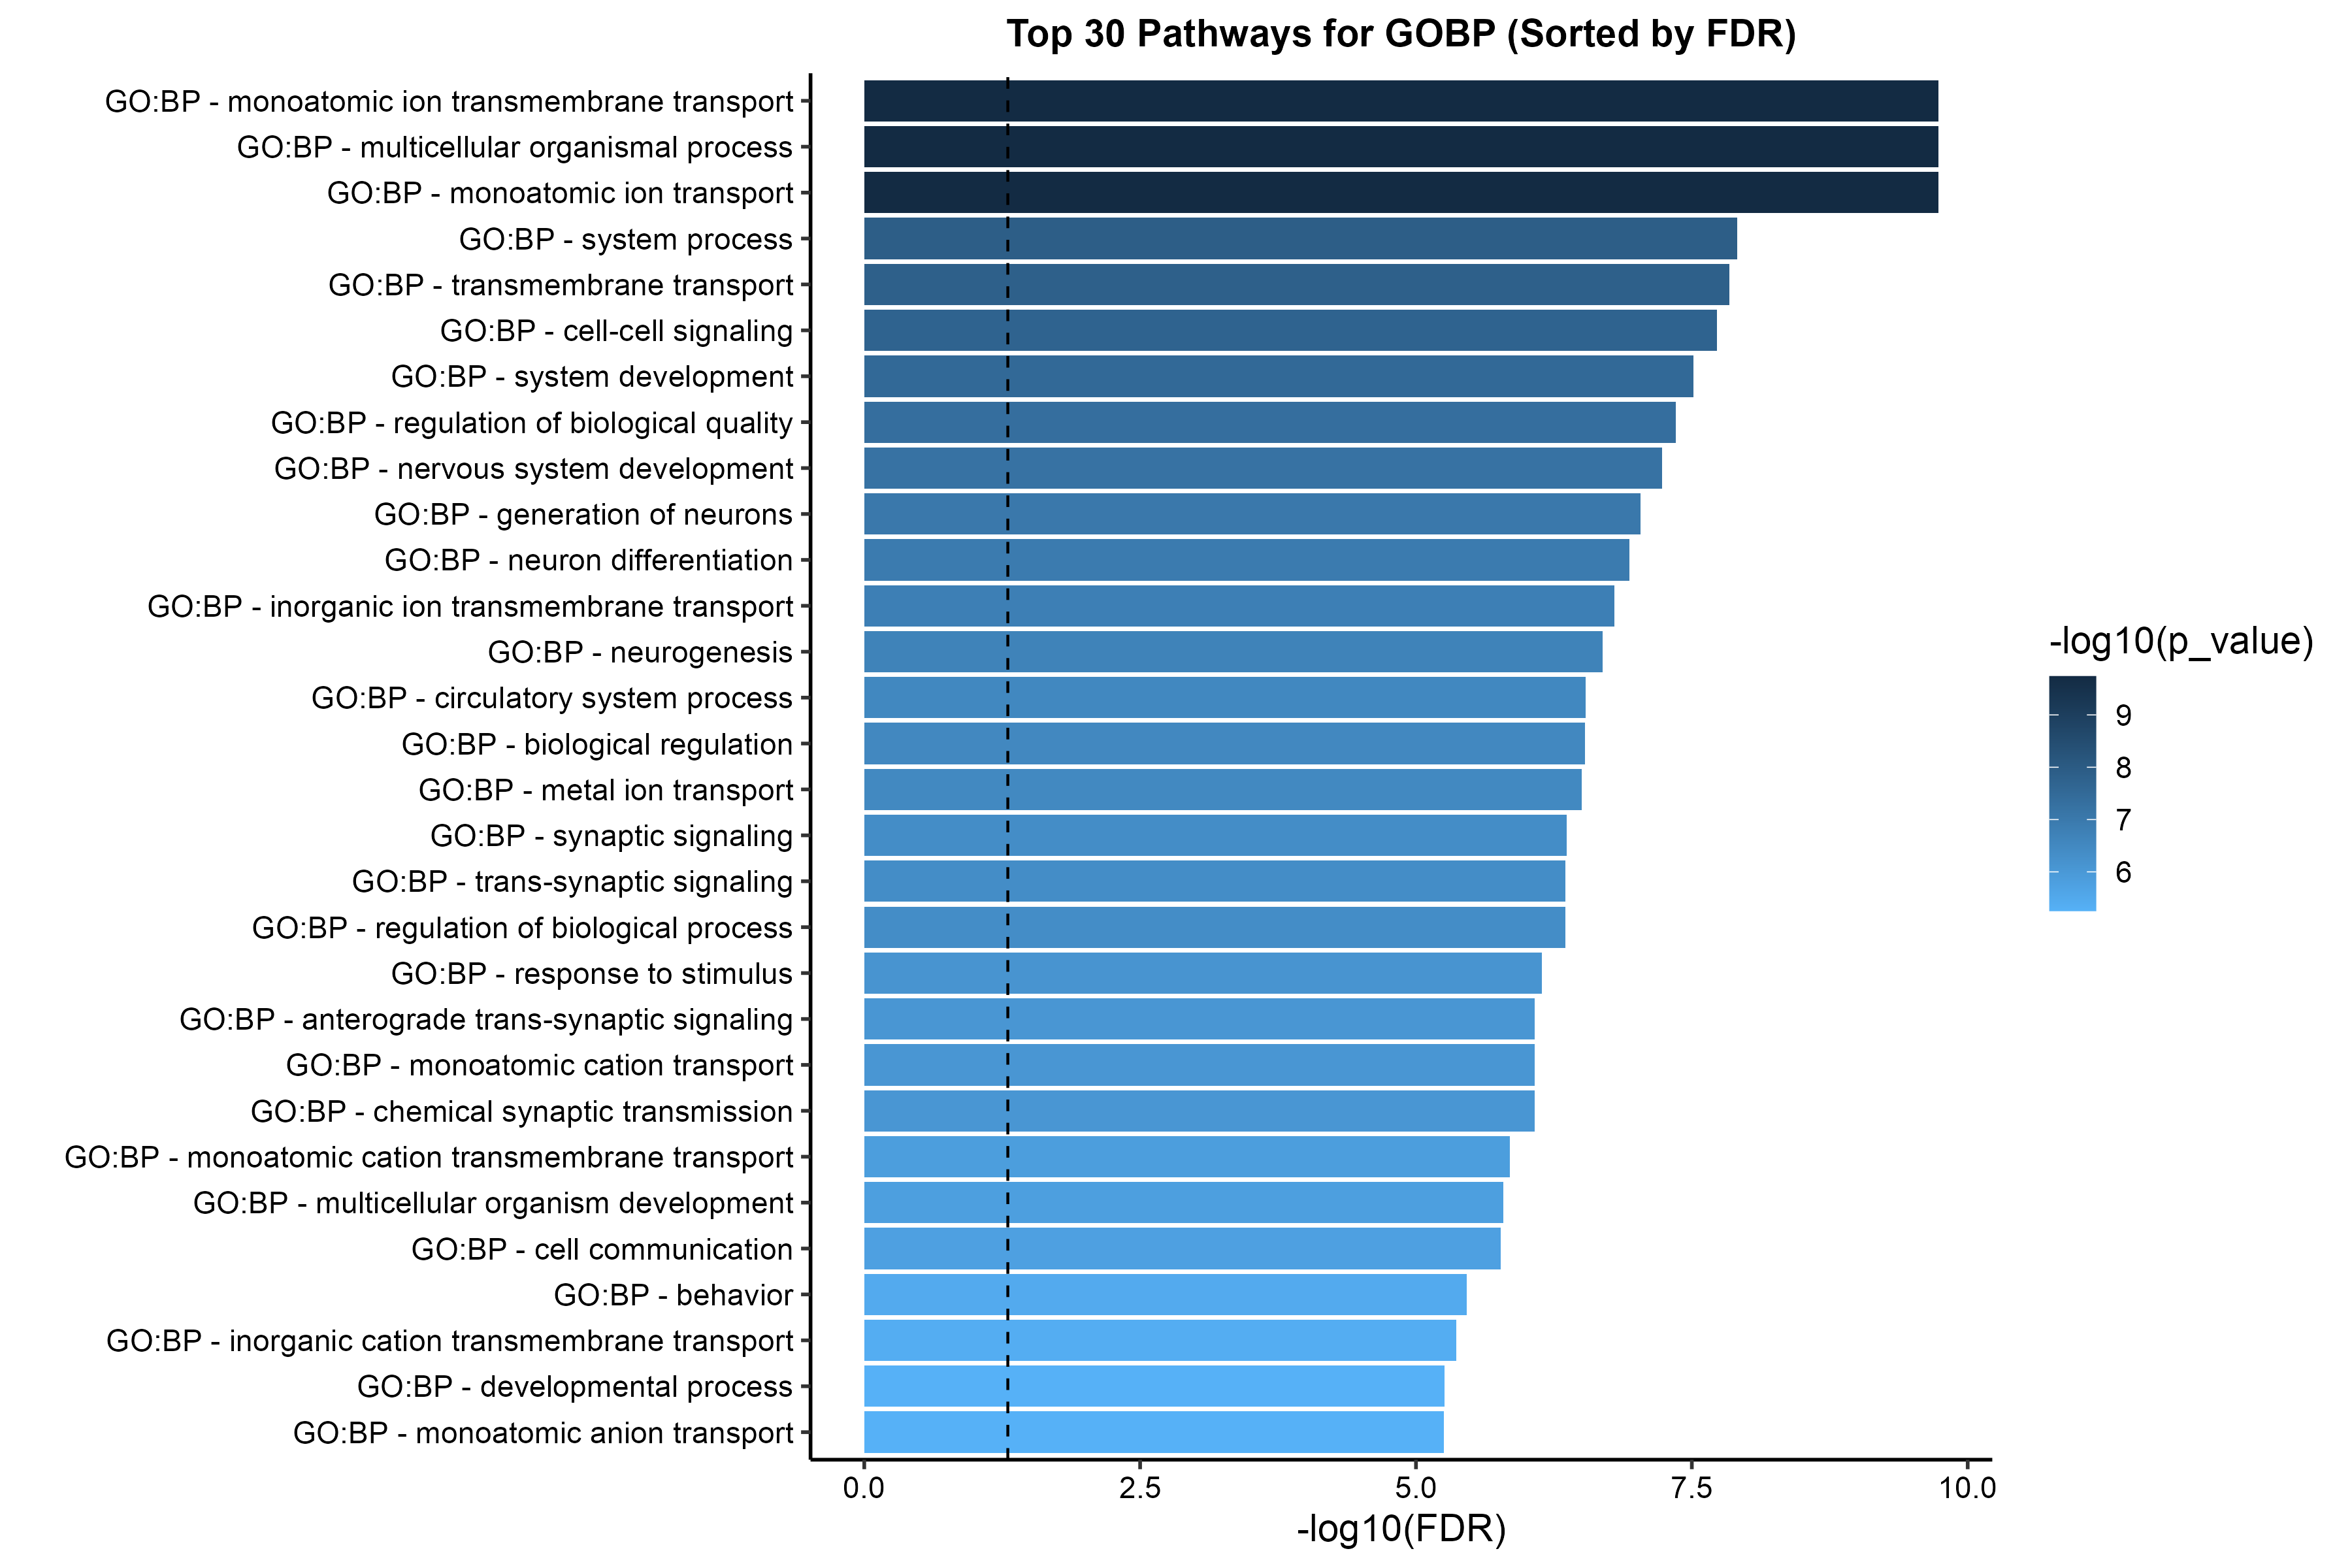 Top 30 Pathways for GOBP (Sorted by FDR)
GO:BP - monoatomic ion transmembrane transport
GO:BP - multicellular organismal process
GO:BP - monoatomic ion transport
GO:BP - system process
GO:BP - transmembrane transport
GO:BP - cell-cell signaling
GO:BP - system development
GO:BP - regulation of biological quality
GO:BP - nervous system development
GO:BP - generation of neurons
GO:BP - neuron differentiation
GO:BP - inorganic ion transmembrane transport
GO:BP - neurogenesis
GO:BP - circulatory system process
GO:BP - biological regulation
GO:BP - metal ion transport
GO:BP - synaptic signaling
GO:BP - trans-synaptic signaling
GO:BP - regulation of biological process
GO:BP - response to stimulus
GO:BP - anterograde trans-synaptic signaling
GO:BP - monoatomic cation transport
GO:BP - chemical synaptic transmission
GO:BP - monoatomic cation transmembrane transport
GO:BP - multicellular organism development
GO:BP - cell communication
GO:BP - behavior
GO:BP - inorganic cation transmembrane transport
GO:BP - developmental process
GO:BP - monoatomic anion transport
0.0 2.5 5.0 7.5 10.0
-log10(FDR)
-log10(p_value)
9
8
7
6